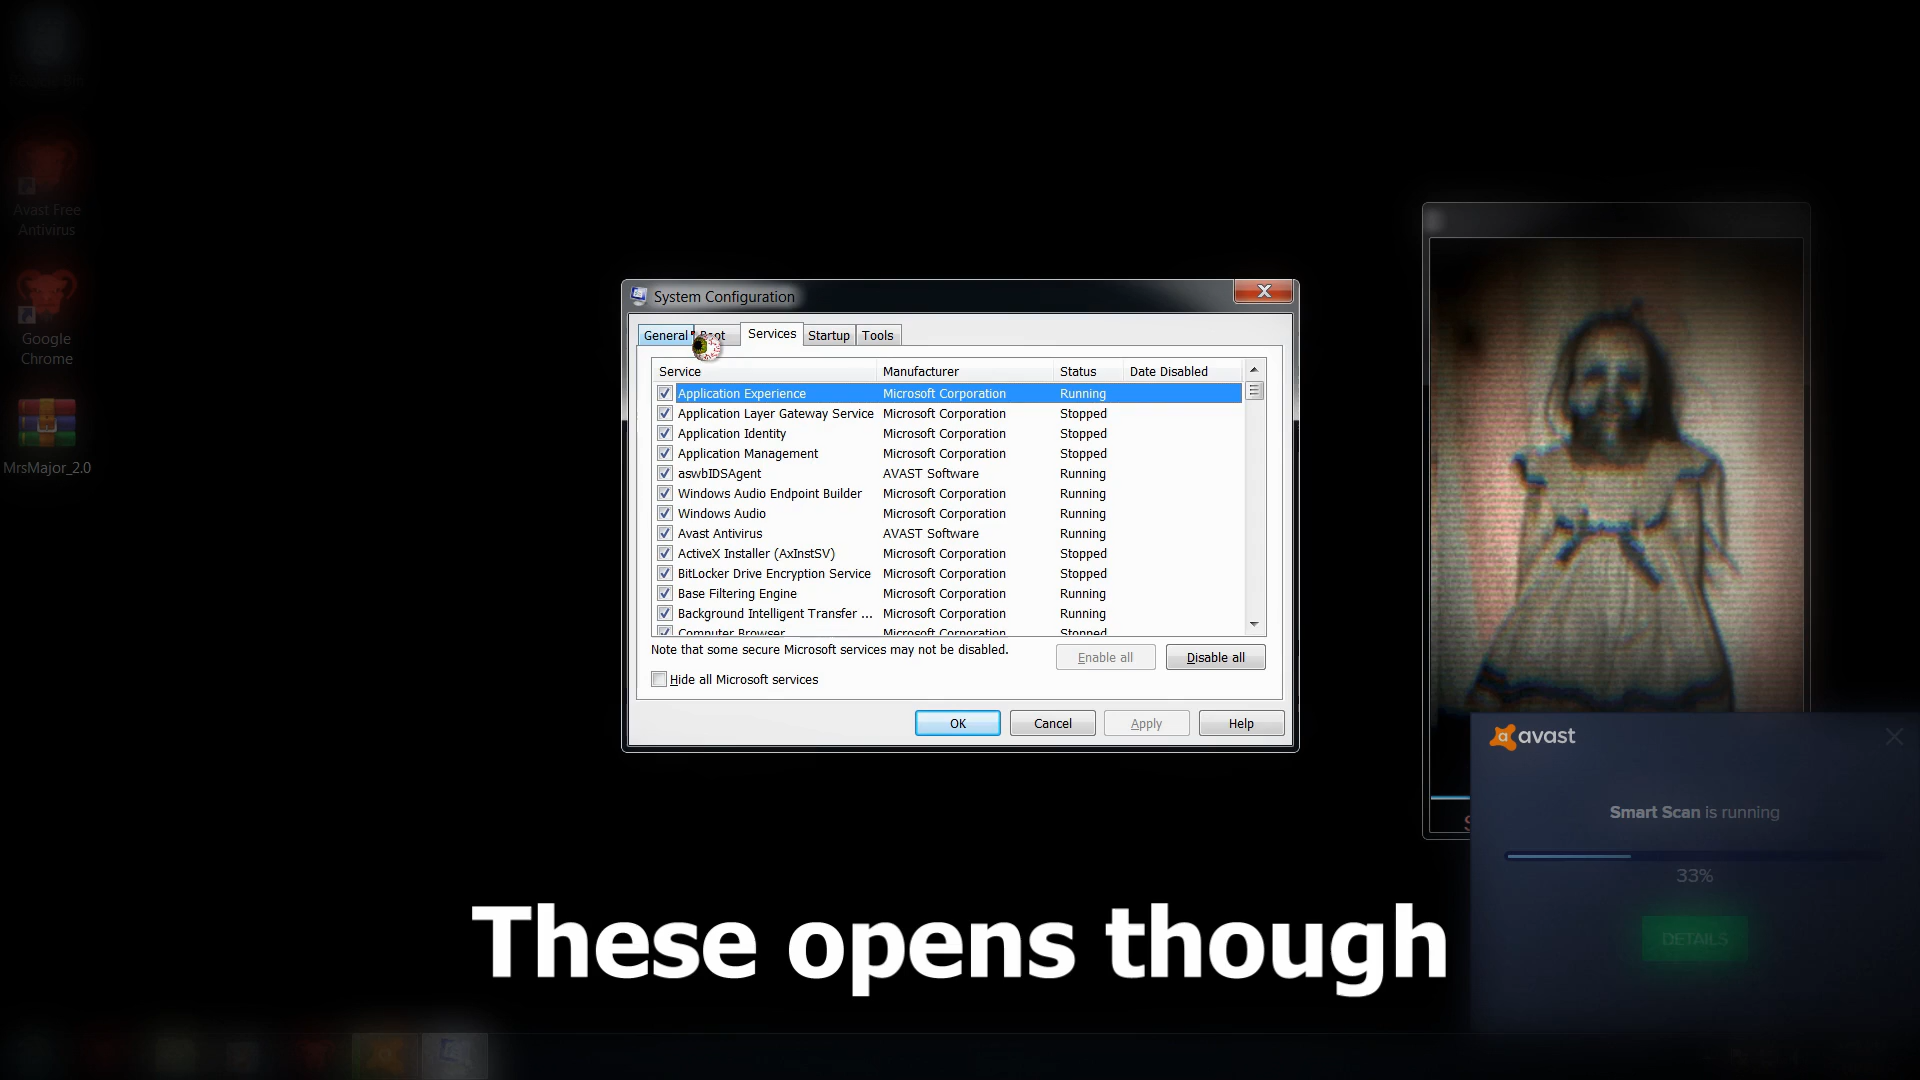 Avast Free
Antivirus
Google
Chrome
MrsMajor_2.0
System Configuration
General
Services
Startup
Tools
Service Manufacturer Status Date Disabled
Application Experience Microsoft Corporation Running
Application Layer Gateway Service Microsoft Corporation Stopped
Application Identity Microsoft Corporation Stopped
Application Management Microsoft Corporation Stopped
aswbIDSAgent AVAST Software Running
Windows Audio Endpoint Builder Microsoft Corporation Running
Windows Audio Microsoft Corporation Running
Avast Antivirus AVAST Software Running
ActiveX Installer (AxInstSV) Microsoft Corporation Stopped
BitLocker Drive Encryption Service Microsoft Corporation Stopped
Base Filtering Engine Microsoft Corporation Running
Background Intelligent Transfer ... Microsoft Corporation Running
Computer Browser Microsoft Corporation Stopped
Note that some secure Microsoft services may not be disabled.
Enable all
Disable all
Hide all Microsoft services
OK
Cancel
Apply
Help
avast
Smart Scan is running
33%
DETAILS
These opens though